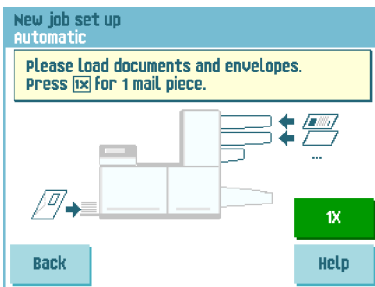 New job set up
Automatic
Please load documents and envelopes.
Press 1X for 1 mail piece.
...
1X
Back
Help